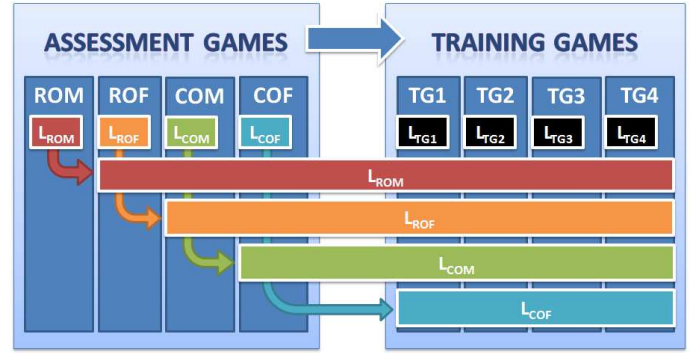 ASSESSMENT GAMES TRAINING GAMES
ROM ROF COM COF TG1 TG2 TG3 TG4
LROM LROF LCOM LCOF LTG1 LTG2 LTG3 LTG4
LROM
LROF
LCOM
LCOF